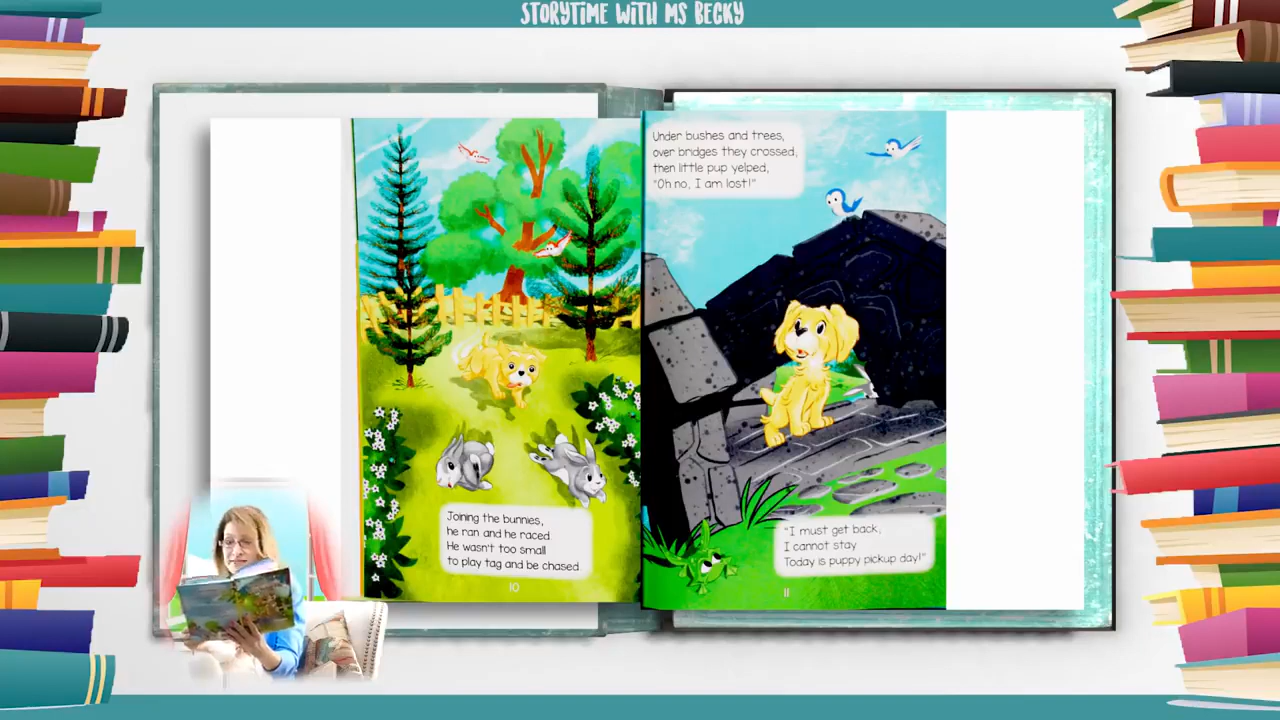 STORYTIME WITH MS BECKY
Joining the bunnies,
he ran and he raced
He wasn't too small
to play tag and be chased
10
Under bushes and trees,
over bridges they crossed,
then little pup yelped,
"Oh no, I am lost!"
"I must get back,
I cannot stay
Today is puppy pickup day!"
11